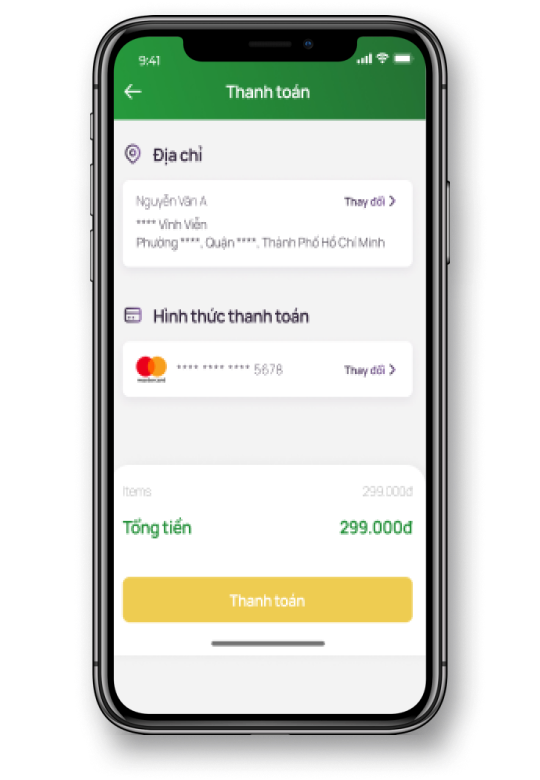 9:41
Thanh toán
Địa chỉ
Nguyễn Văn A
Thay đổi
**** Vĩnh Viễn
Phường ****, Quận ****, Thành Phố Hồ Chí Minh
Hình thức thanh toán
mastercard
**** **** **** 5678
Thay đổi
Items 299.000đ
Tổng tiền 299.000đ
Thanh toán